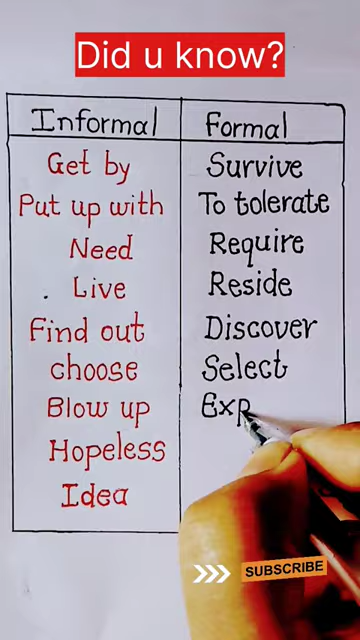 Did u know?
Informal Formal
Get by Survive
Put up with To tolerate
Need Require
Live Reside
Find out Discover
choose Select
Blow up Exp
Hopeless
Idea
SUBSCRIBE